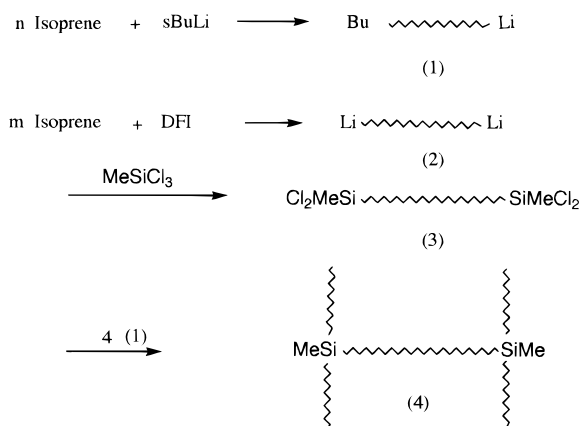 n Isoprene + sBuLi Bu Li
(1)
m Isoprene + DFI Li Li
(2)
MeSiCl₃
Cl₂MeSi SiMeCl₂
(3)
4 (1)
MeSi SiMe
(4)